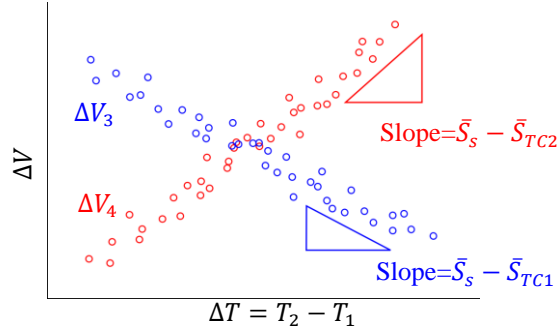 ΔV₃
Slope=S̄ₛ − S̄_TC2
ΔV
ΔV₄
Slope=S̄ₛ − S̄_TC1
ΔT = T₂ − T₁